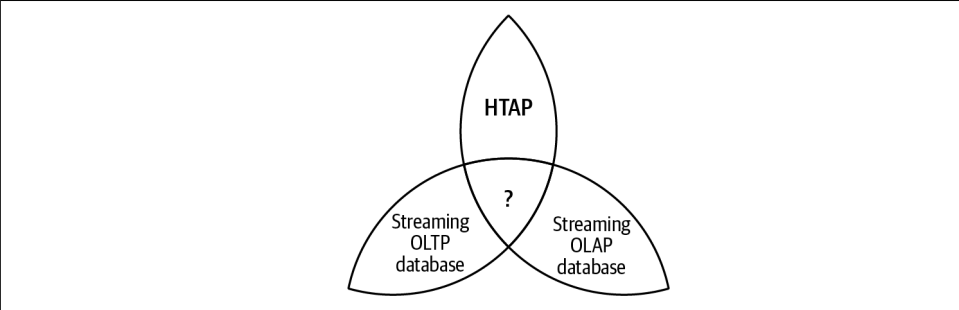 HTAP
?
Streaming
OLTP
database
Streaming
OLAP
database